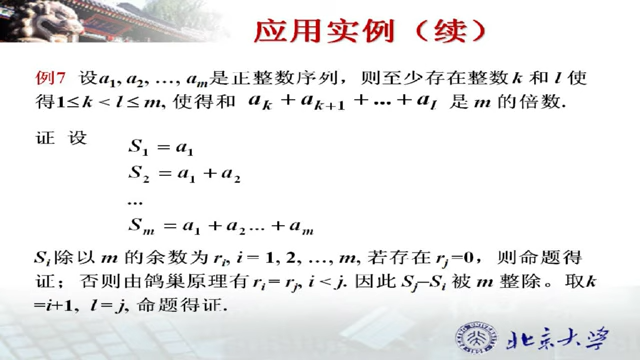 应用实例（续）
例7 设a₁, a₂, …, aₘ是正整数序列，则至少存在整数 k 和 l 使
得1≤k < l ≤ m, 使得和 aₖ + aₖ₊₁ + ... + aₗ 是 m 的倍数.
证 设
S₁ = a₁
S₂ = a₁ + a₂
...
Sₘ = a₁ + a₂... + aₘ
Sᵢ除以 m 的余数为 rᵢ, i = 1, 2, …, m, 若存在 rⱼ=0，则命题得
证；否则由鸽巢原理有 rᵢ = rⱼ, i < j. 因此 Sⱼ–Sᵢ 被 m 整除。取k
=i+1, l = j, 命题得证.
北京大学